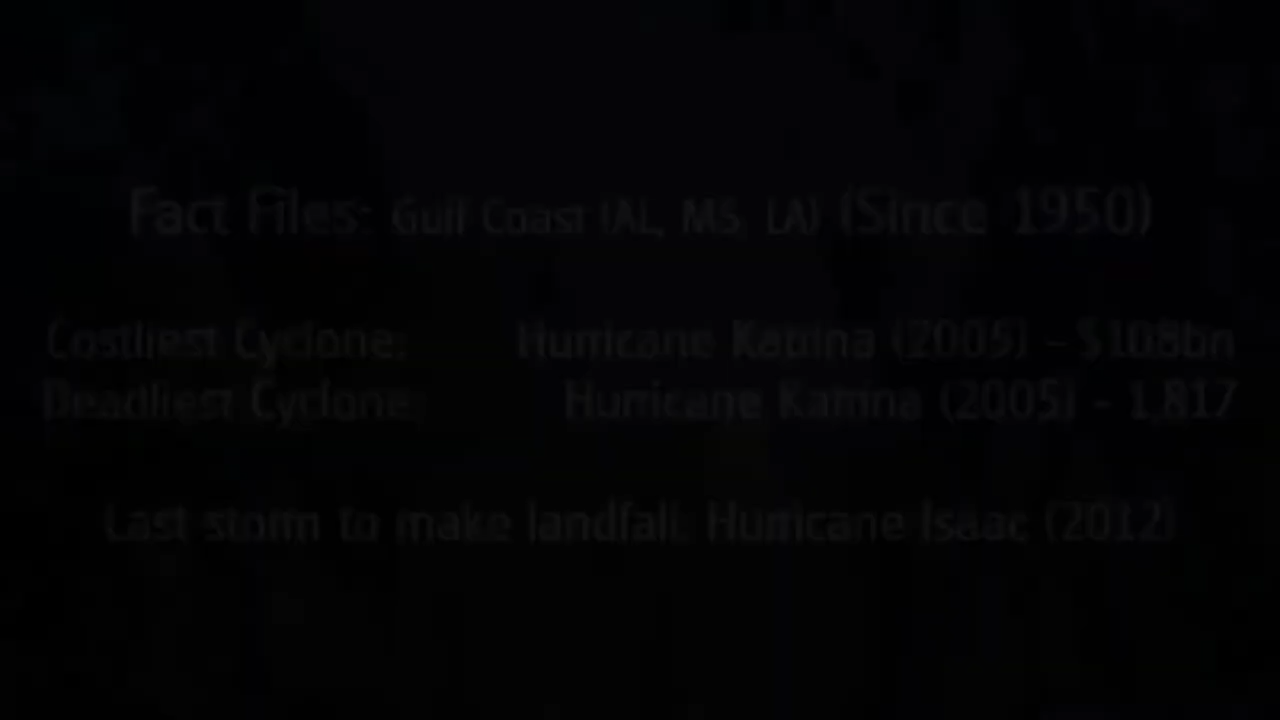 Fact Files: Gulf Coast (AL, MS, LA) (Since 1950)
Costliest Cyclone: Hurricane Katrina (2005) - $108bn
Deadliest Cyclone: Hurricane Katrina (2005) - 1,817
Last storm to make landfall: Hurricane Isaac (2012)